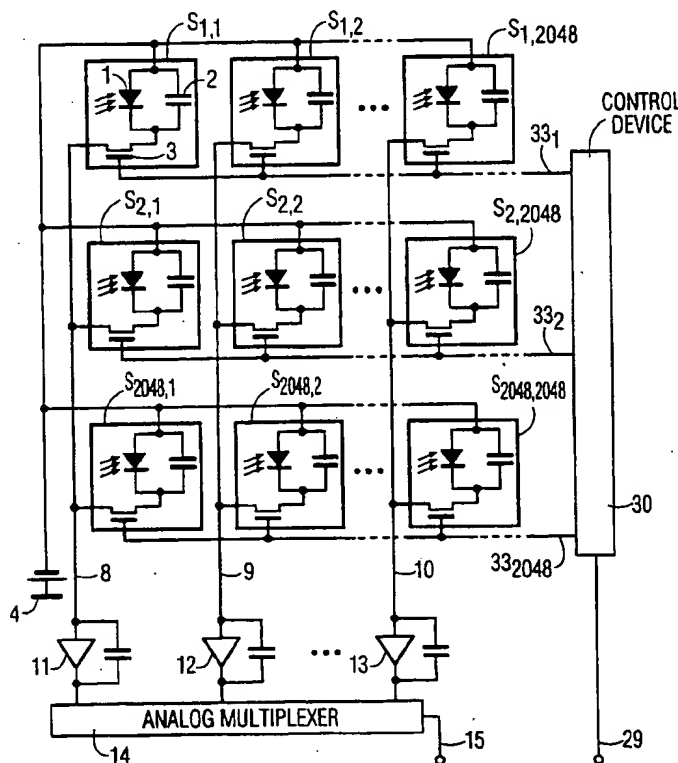 S1,1 S1,2 S1,2048
1 2
3
CONTROL
DEVICE
33₁
S2,1 S2,2 S2,2048
33₂
S2048,1 S2048,2 S2048,2048
30
33₂₀₄₈
4 8 9 10
11 12 13
ANALOG MULTIPLEXER
14 15 29